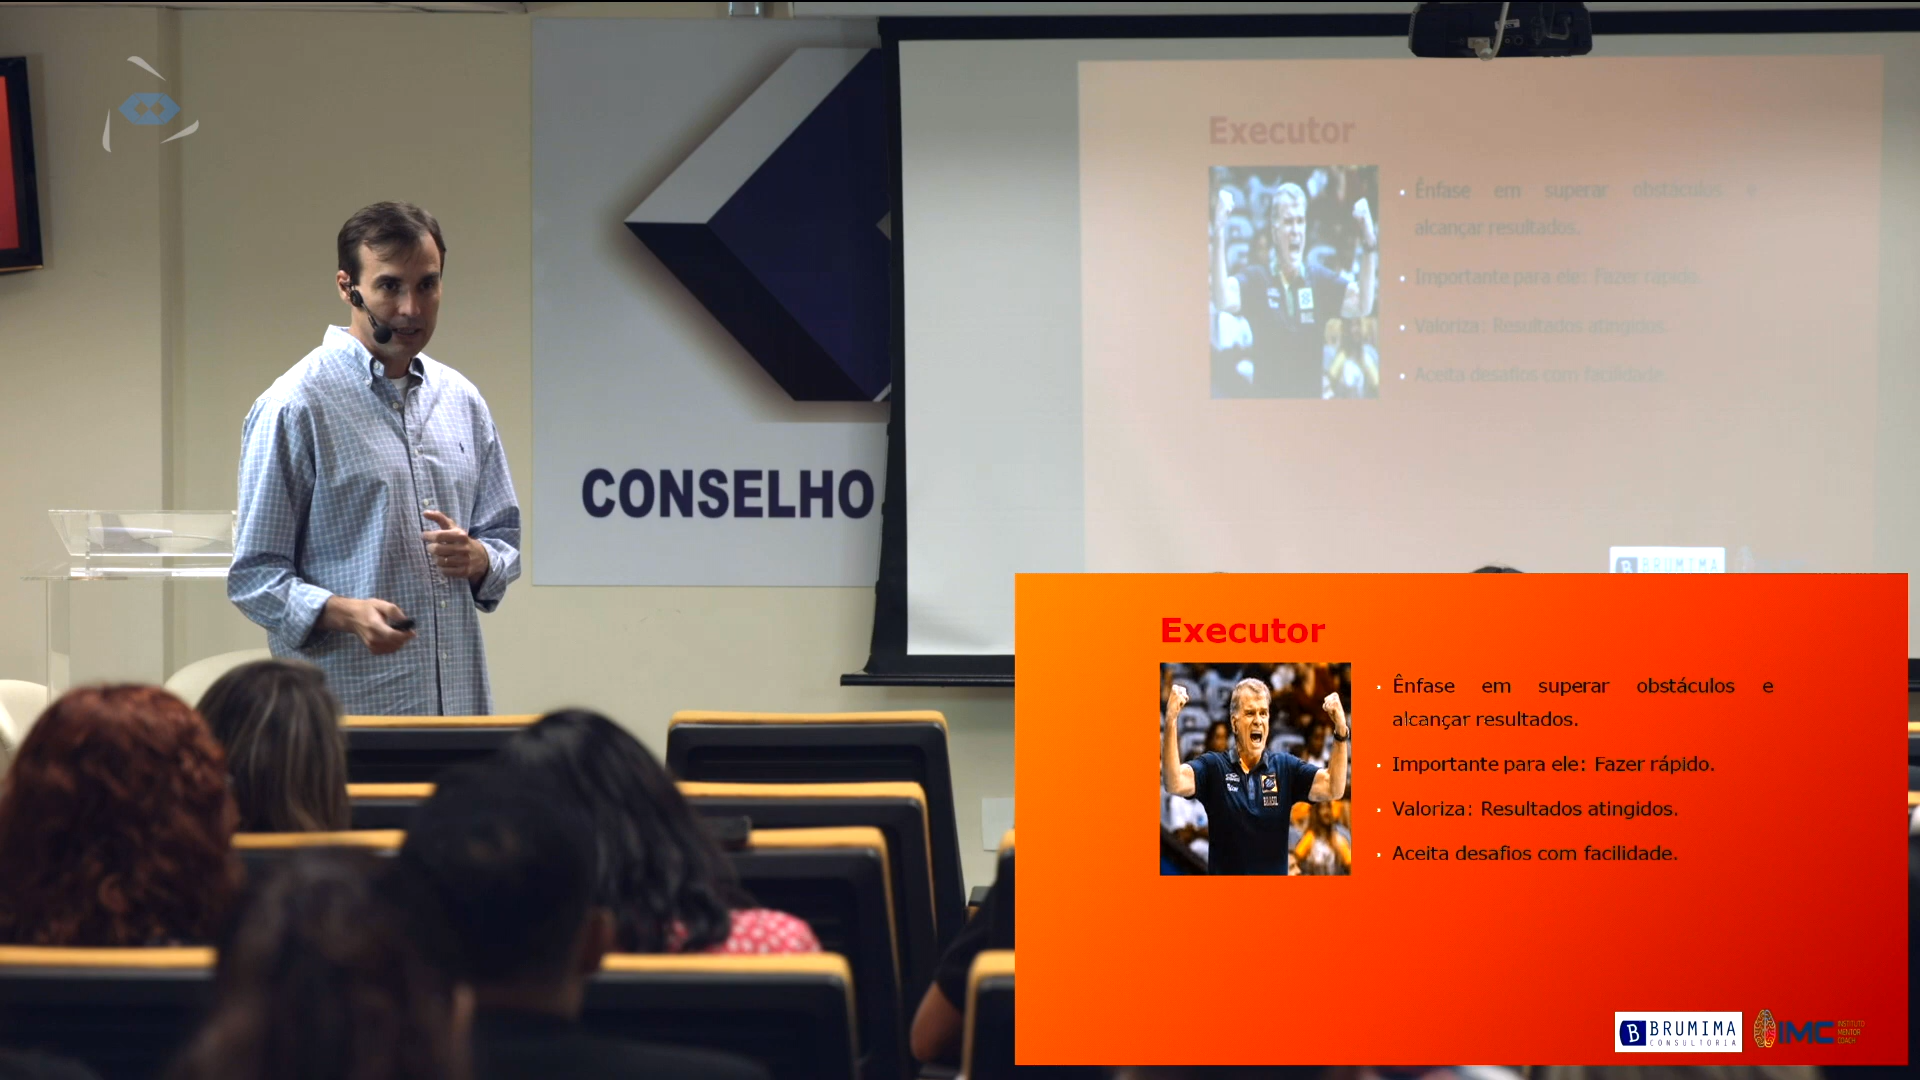 CONSELHO
Executor
Ênfase em superar obstáculos e
alcançar resultados.
Importante para ele: Fazer rápido.
Valoriza: Resultados atingidos.
Aceita desafios com facilidade.
BRUMIMA
Executor
Ênfase em superar obstáculos e
alcançar resultados.
Importante para ele: Fazer rápido.
Valoriza: Resultados atingidos.
Aceita desafios com facilidade.
BRASIL
B BRUMIMA
CONSULTORIA
IMC
INSTITUTO
MENTOR
COACH